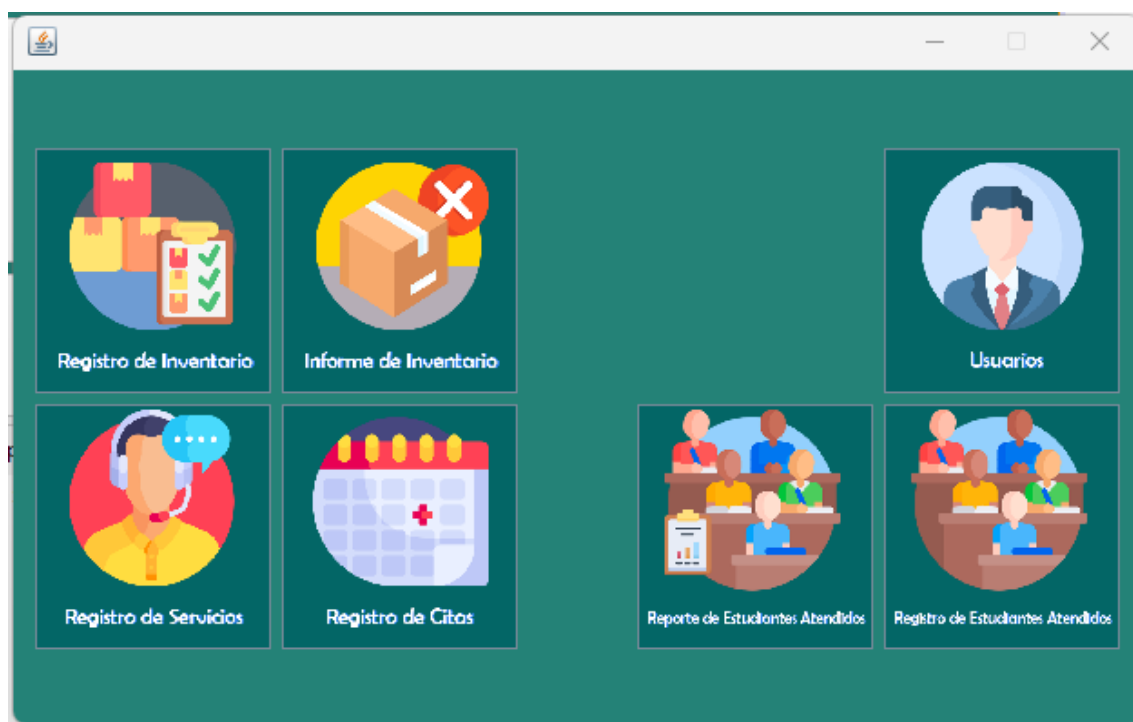 Registro de Inventario
Informe de Inventario
Usuarios
Registro de Servicios
Registro de Citas
Reporte de Estudiantes Atendidos
Registro de Estudiantes Atendidos